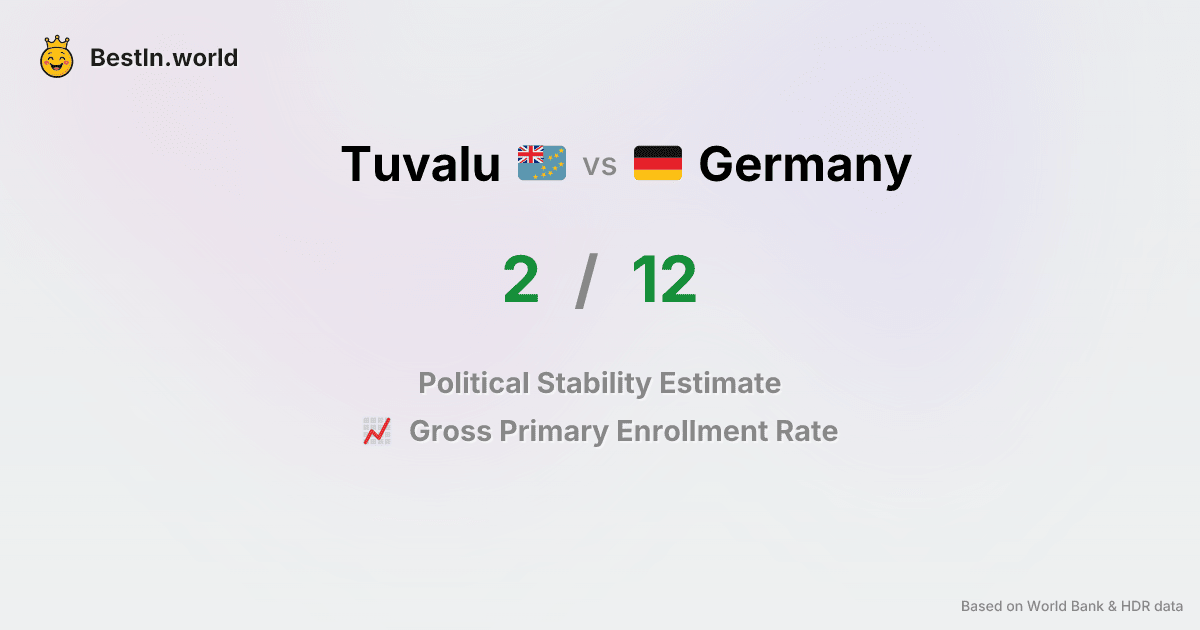 BestIn.world
Tuvalu vs Germany
2 / 12
Political Stability Estimate
Gross Primary Enrollment Rate
Based on World Bank & HDR data